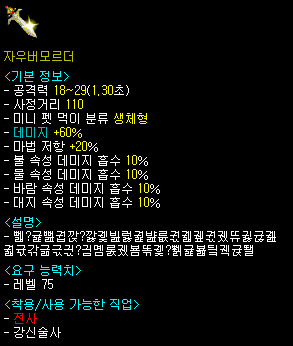 자우버모르더
<기본 정보>
- 공격력 18~29(1,30초)
- 사정거리 110
- 미니 펫 먹이 분류 생체형
- 데미지 +60%
- 마법 저항 +20%
- 불 속성 데미지 흡수 10%
- 물 속성 데미지 흡수 10%
- 바람 속성 데미지 흡수 10%
- 대지 속성 데미지 흡수 10%
<설명>
<요구 능력치>
- 레벨 75
<착용/사용 가능한 직업>
- 전사
- 강신술사